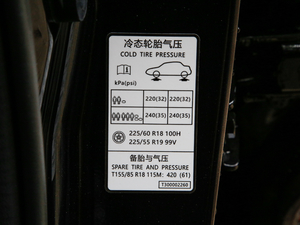 冷态轮胎气压
COLD TIRE PRESSURE
kPa(psi)
220(32) 220(32)
240(35) 240(35)
225/60 R18 100H
225/55 R19 99V
备胎与气压
SPARE TIRE AND PRESSURE
T155/85 R18 115M: 420 (61)
T300002260